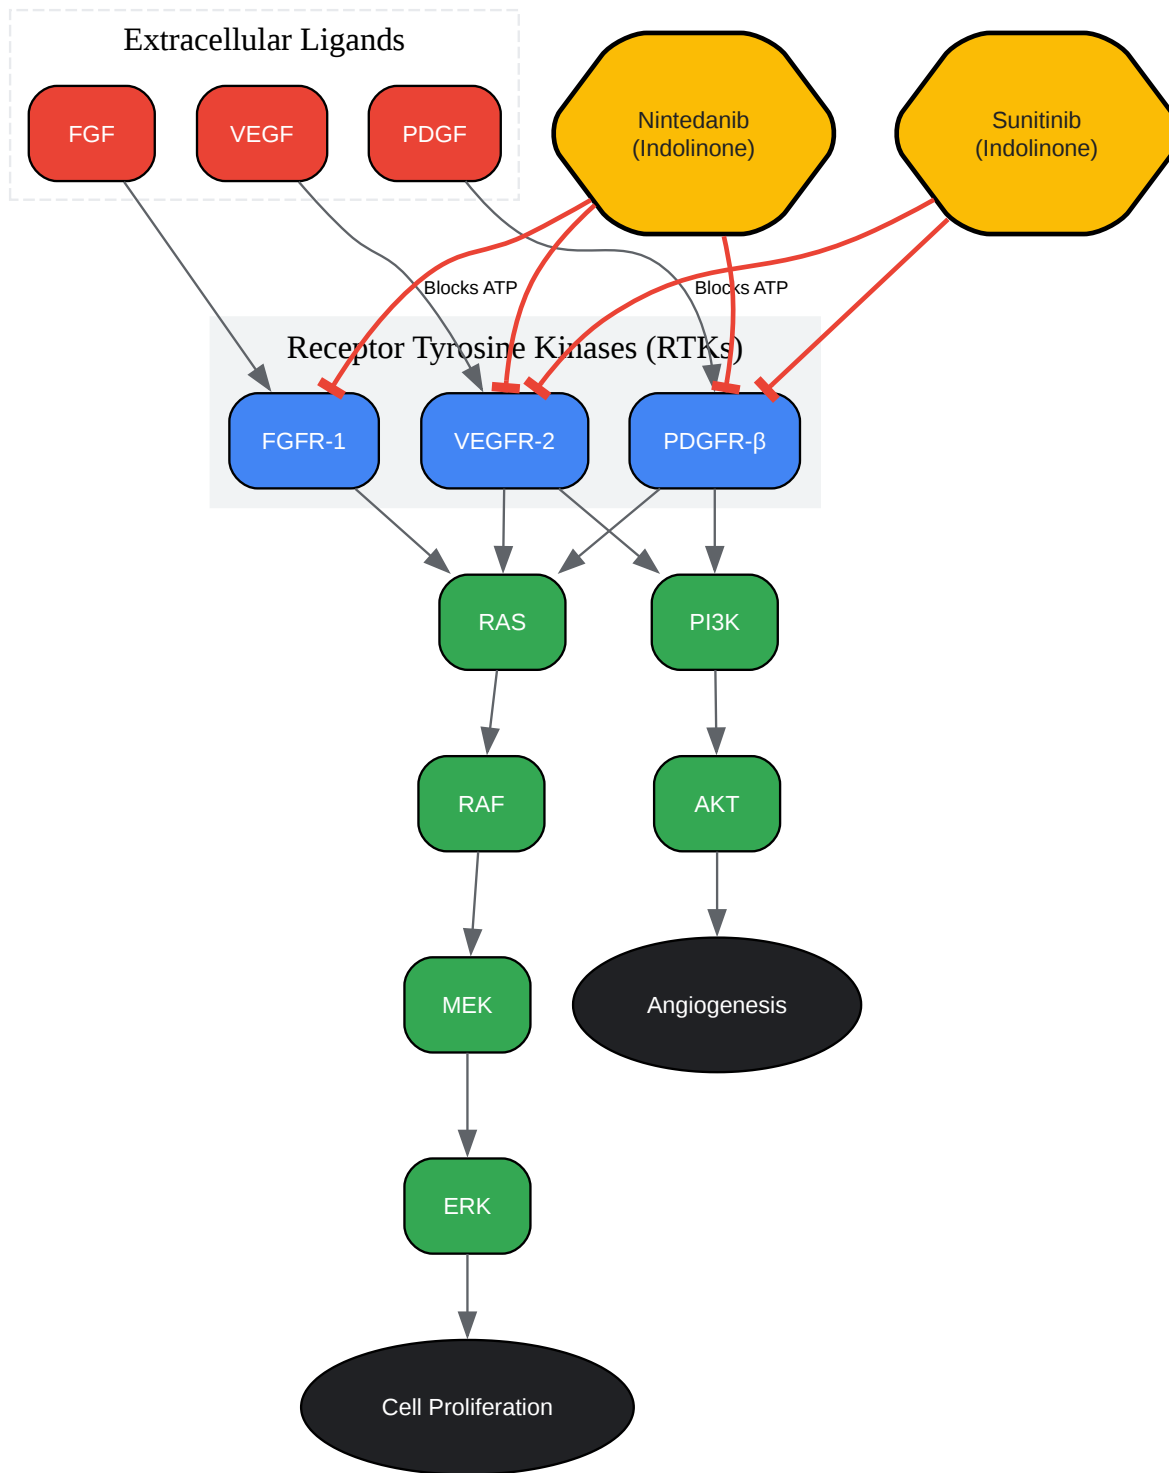 Extracellular Ligands
FGF
VEGF
PDGF
Nintedanib
(Indolinone)
Sunitinib
(Indolinone)
Blocks ATP
Blocks ATP
Receptor Tyrosine Kinases (RTKs)
FGFR-1
VEGFR-2
PDGFR-β
RAS
PI3K
RAF
AKT
MEK
Angiogenesis
ERK
Cell Proliferation